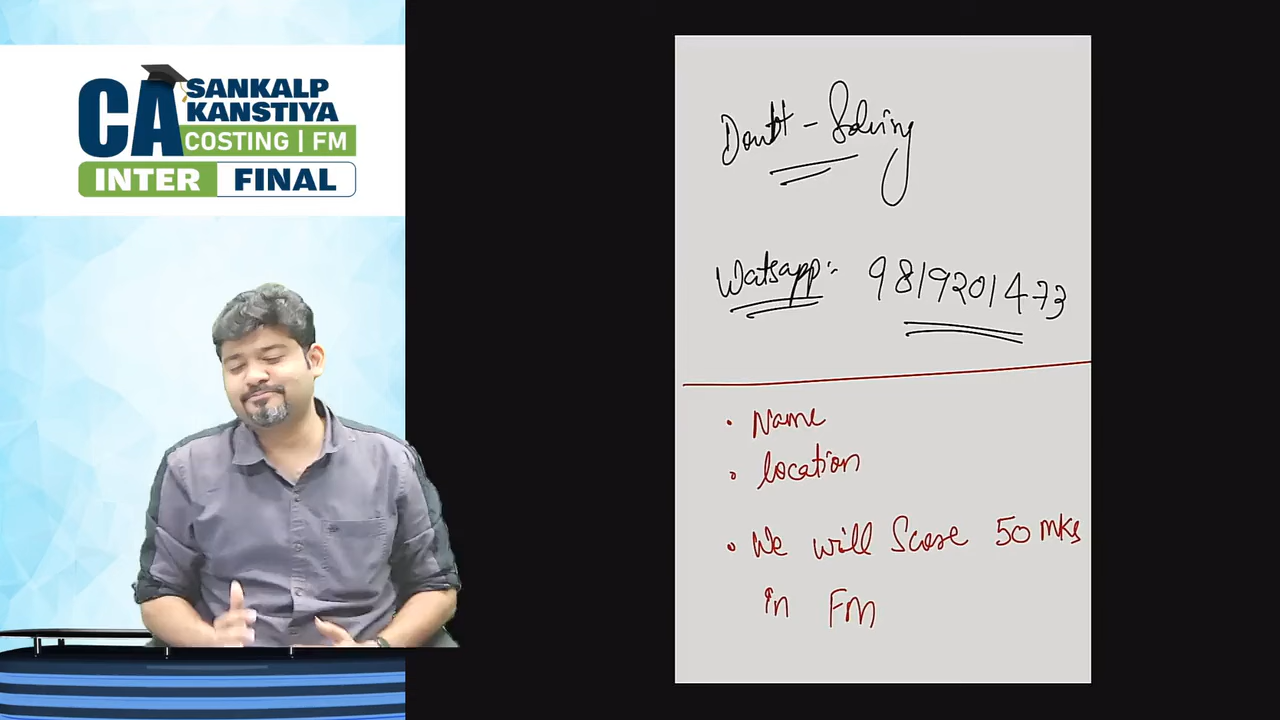 CA SANKALP
KANSTIYA
COSTING | FM
INTER FINAL
Doubt - Solving
Watsapp:- 9819201473
• Name
• location
• We will Score 50 mks
in FM